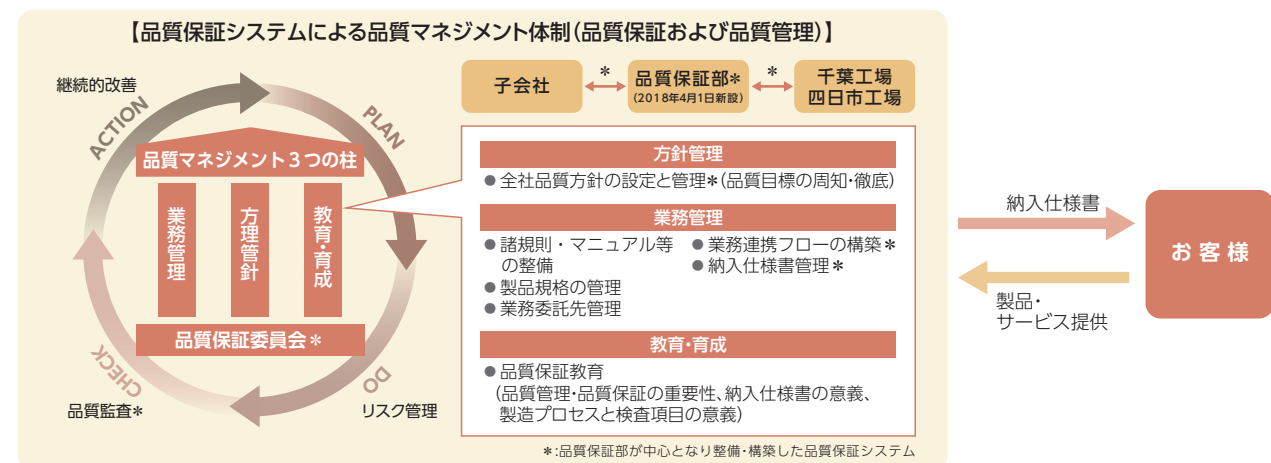 【品質保証システムによる品質マネジメント体制(品質保証および品質管理)】
継続的改善
ACTION
PLAN
DO
CHECK
品質マネジメント3つの柱
業務管理
方理管針
教育・育成
品質保証委員会*
品質監査*
リスク管理
子会社
*
品質保証部*
(2018年4月1日新設)
*
千葉工場
四日市工場
方針管理
● 全社品質方針の設定と管理*(品質目標の周知・徹底)
業務管理
● 諸規則・マニュアル等
の整備
● 製品規格の管理
● 業務委託先管理
● 業務連携フローの構築*
● 納入仕様書管理*
教育・育成
● 品質保証教育
(品質管理・品質保証の重要性、納入仕様書の意義、
製造プロセスと検査項目の意義)
*:品質保証部が中心となり整備・構築した品質保証システム
納入仕様書
製品・
サービス提供
お客様